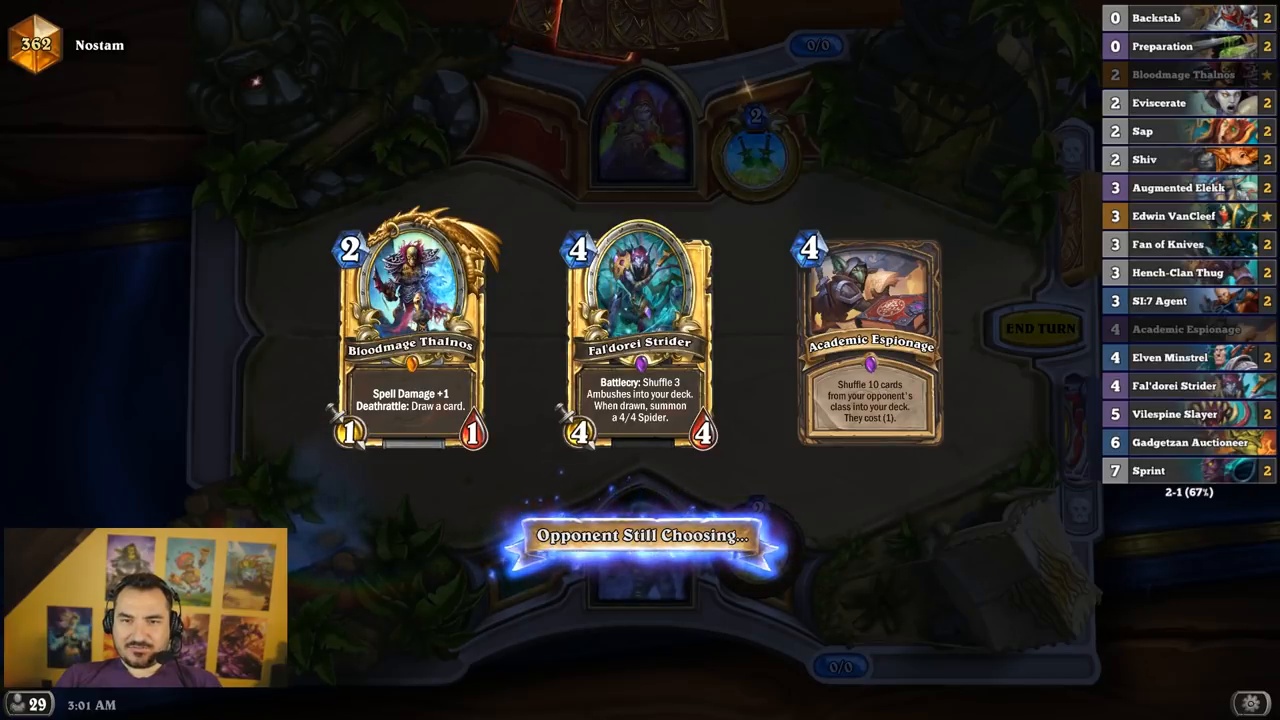 362
Nostam
0/0
2
2
Bloodmage Thalnos
Spell Damage +1
Deathrattle: Draw a card.
1
1
4
Fal'dorei Strider
Battlecry: Shuffle 3
Ambushes into your deck.
When drawn, summon
a 4/4 Spider.
4
4
4
Academic Espionage
Shuffle 10 cards
from your opponent's
class into your deck.
They cost (1).
END TURN
Opponent Still Choosing...
2
0/0
0 Backstab 2
0 Preparation 2
2 Bloodmage Thalnos
2 Eviscerate 2
2 Sap 2
2 Shiv 2
3 Augmented Elekk 2
3 Edwin VanCleef
3 Fan of Knives 2
3 Hench-Clan Thug 2
3 SI:7 Agent 2
4 Academic Espionage
4 Elven Minstrel 2
4 Fal'dorei Strider
5 Vilespine Slayer 2
6 Gadgetzan Auctioneer
7 Sprint 2
2-1 (67%)
29
3:01 AM